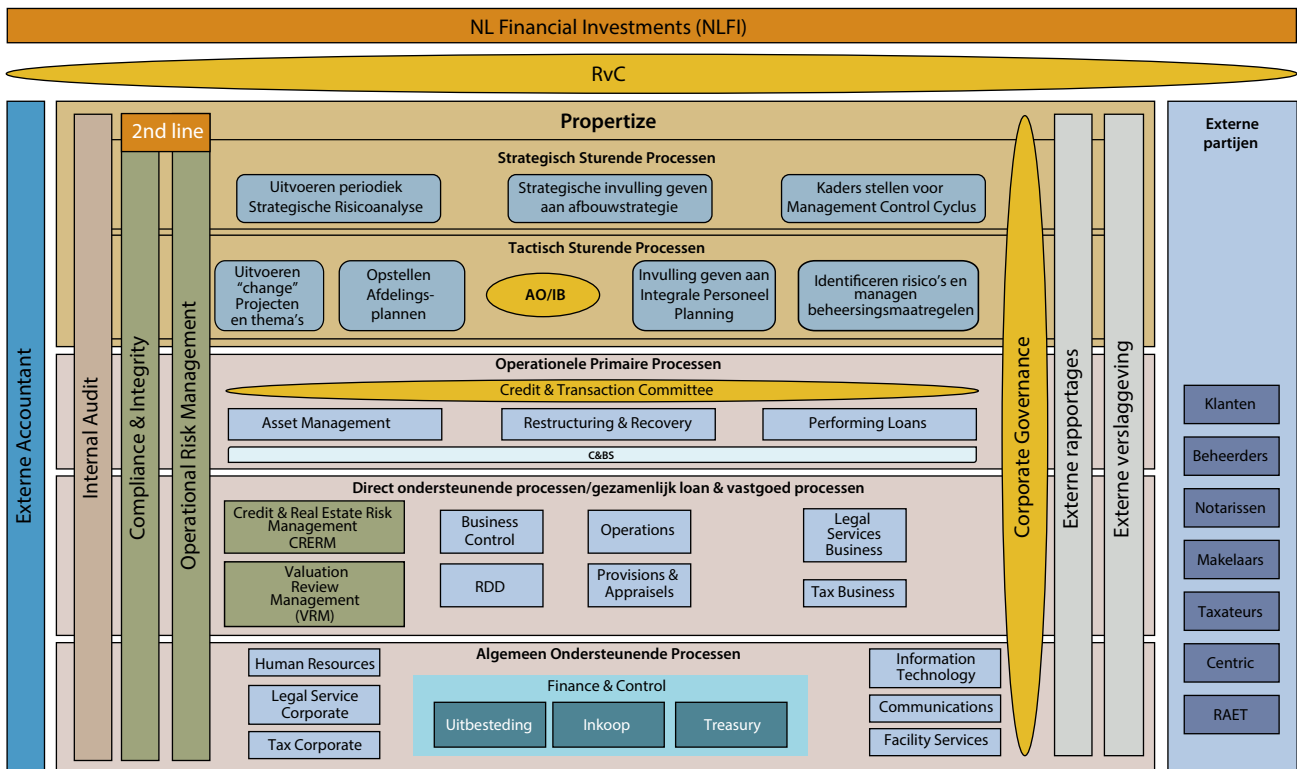 NL Financial Investments (NLFI)
RvC
Externe Accountant
Internal Audit
2nd line
Compliance & Integrity
Operational Risk Management
Propertize
Strategisch Sturende Processen
Uitvoeren periodiek
Strategische Risicoanalyse
Strategische invulling geven
aan afbouwstrategie
Kaders stellen voor
Management Control Cyclus
Tactisch Sturende Processen
Uitvoeren
“change”
Projecten
en thema’s
Opstellen
Afdelings-
plannen
AO/IB
Invulling geven aan
Integrale Personeel
Planning
Identificeren risico’s en
managen
beheersingsmaatregelen
Operationele Primaire Processen
Credit & Transaction Committee
Asset Management
Restructuring & Recovery
Performing Loans
C&BS
Direct ondersteunende processen/gezamenlijk loan & vastgoed processen
Credit & Real Estate Risk
Management
CRERM
Business
Control
Operations
Legal
Services
Business
Valuation
Review
Management
(VRM)
RDD
Provisions &
Appraisels
Tax Business
Algemeen Ondersteunende Processen
Human Resources
Legal Service
Corporate
Tax Corporate
Finance & Control
Uitbesteding
Inkoop
Treasury
Information
Technology
Communications
Facility Services
Corporate Governance
Externe rapportages
Externe verslaggeving
Externe
partijen
Klanten
Beheerders
Notarissen
Makelaars
Taxateurs
Centric
RAET